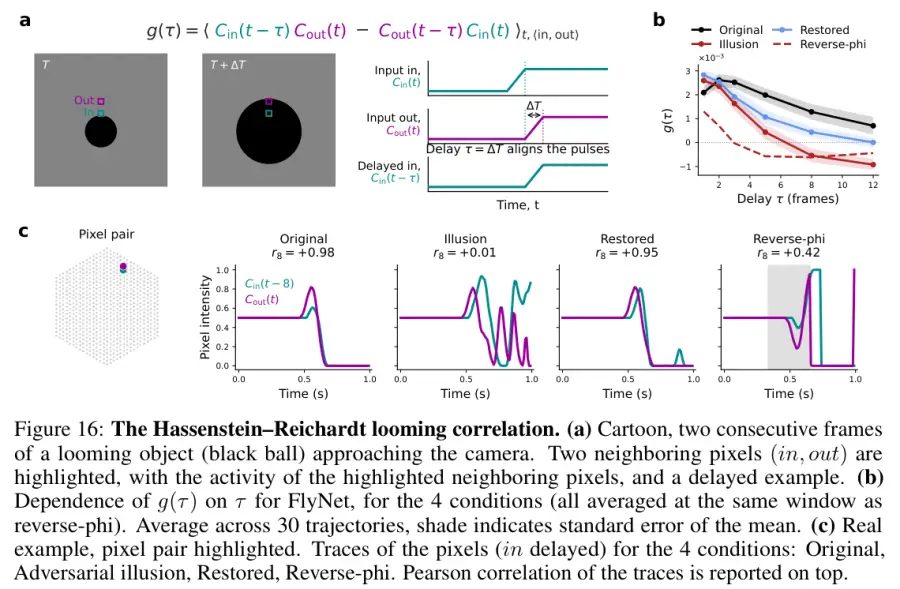 a
g(τ) = ⟨ C_in(t − τ) C_out(t) − C_out(t − τ) C_in(t) ⟩_t, ⟨in, out⟩
T
Out
In
T + ΔT
Input in,
C_in(t)
Input out,
C_out(t)
ΔT
Delay τ = ΔT aligns the pulses
Delayed in,
C_in(t − τ)
Time, t
b
Original
Restored
Illusion
Reverse-phi
×10⁻³
3
2
1
0
−1
g(τ)
2 4 6 8 10 12
Delay τ (frames)
c
Pixel pair
Original
r₈ = +0.98
Illusion
r₈ = +0.01
Restored
r₈ = +0.95
Reverse-phi
r₈ = +0.42
C_in(t − 8)
C_out(t)
Pixel intensity
1.0
0.8
0.6
0.4
0.2
0.0
0.0 0.5 1.0
0.0 0.5 1.0
0.0 0.5 1.0
0.0 0.5 1.0
Time (s)
Time (s)
Time (s)
Time (s)
Figure 16: The Hassenstein–Reichardt looming correlation. (a) Cartoon, two consecutive frames
of a looming object (black ball) approaching the camera. Two neighboring pixels (in, out) are
highlighted, with the activity of the highlighted neighboring pixels, and a delayed example. (b)
Dependence of g(τ) on τ for FlyNet, for the 4 conditions (all averaged at the same window as
reverse-phi). Average across 30 trajectories, shade indicates standard error of the mean. (c) Real
example, pixel pair highlighted. Traces of the pixels (in delayed) for the 4 conditions: Original,
Adversarial illusion, Restored, Reverse-phi. Pearson correlation of the traces is reported on top.